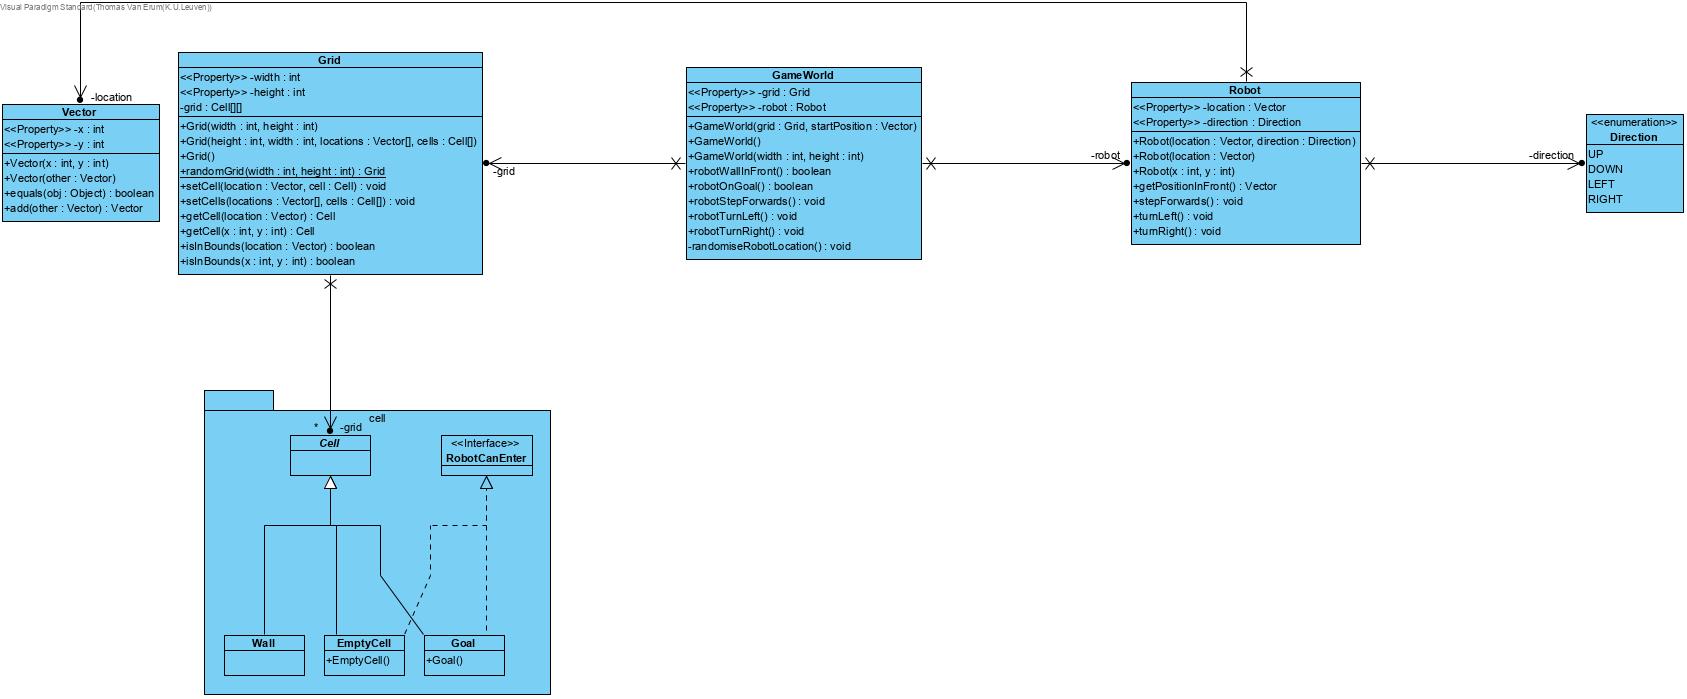 Visual Paradigm Standard(Thomas Van Erum(K.U.Leuven))
-location
Vector
<<Property>> -x : int
<<Property>> -y : int
+Vector(x : int, y : int)
+Vector(other : Vector)
+equals(obj : Object) : boolean
+add(other : Vector) : Vector
Grid
<<Property>> -width : int
<<Property>> -height : int
-grid : Cell[][]
+Grid(width : int, height : int)
+Grid(height : int, width : int, locations : Vector[], cells : Cell[])
+Grid()
+randomGrid(width : int, height : int) : Grid
+setCell(location : Vector, cell : Cell) : void
+setCells(locations : Vector[], cells : Cell[]) : void
+getCell(location : Vector) : Cell
+getCell(x : int, y : int) : Cell
+isInBounds(location : Vector) : boolean
+isInBounds(x : int, y : int) : boolean
-grid
GameWorld
<<Property>> -grid : Grid
<<Property>> -robot : Robot
+GameWorld(grid : Grid, startPosition : Vector)
+GameWorld()
+GameWorld(width : int, height : int)
+robotWallInFront() : boolean
+robotOnGoal() : boolean
+robotStepForwards() : void
+robotTurnLeft() : void
+robotTurnRight() : void
-randomiseRobotLocation() : void
-robot
Robot
<<Property>> -location : Vector
<<Property>> -direction : Direction
+Robot(location : Vector, direction : Direction)
+Robot(location : Vector)
+Robot(x : int, y : int)
+getPositionInFront() : Vector
+stepForwards() : void
+turnLeft() : void
+turnRight() : void
-direction
<<enumeration>>
Direction
UP
DOWN
LEFT
RIGHT
cell
* -grid
Cell
<<Interface>>
RobotCanEnter
Wall
EmptyCell
+EmptyCell()
Goal
+Goal()